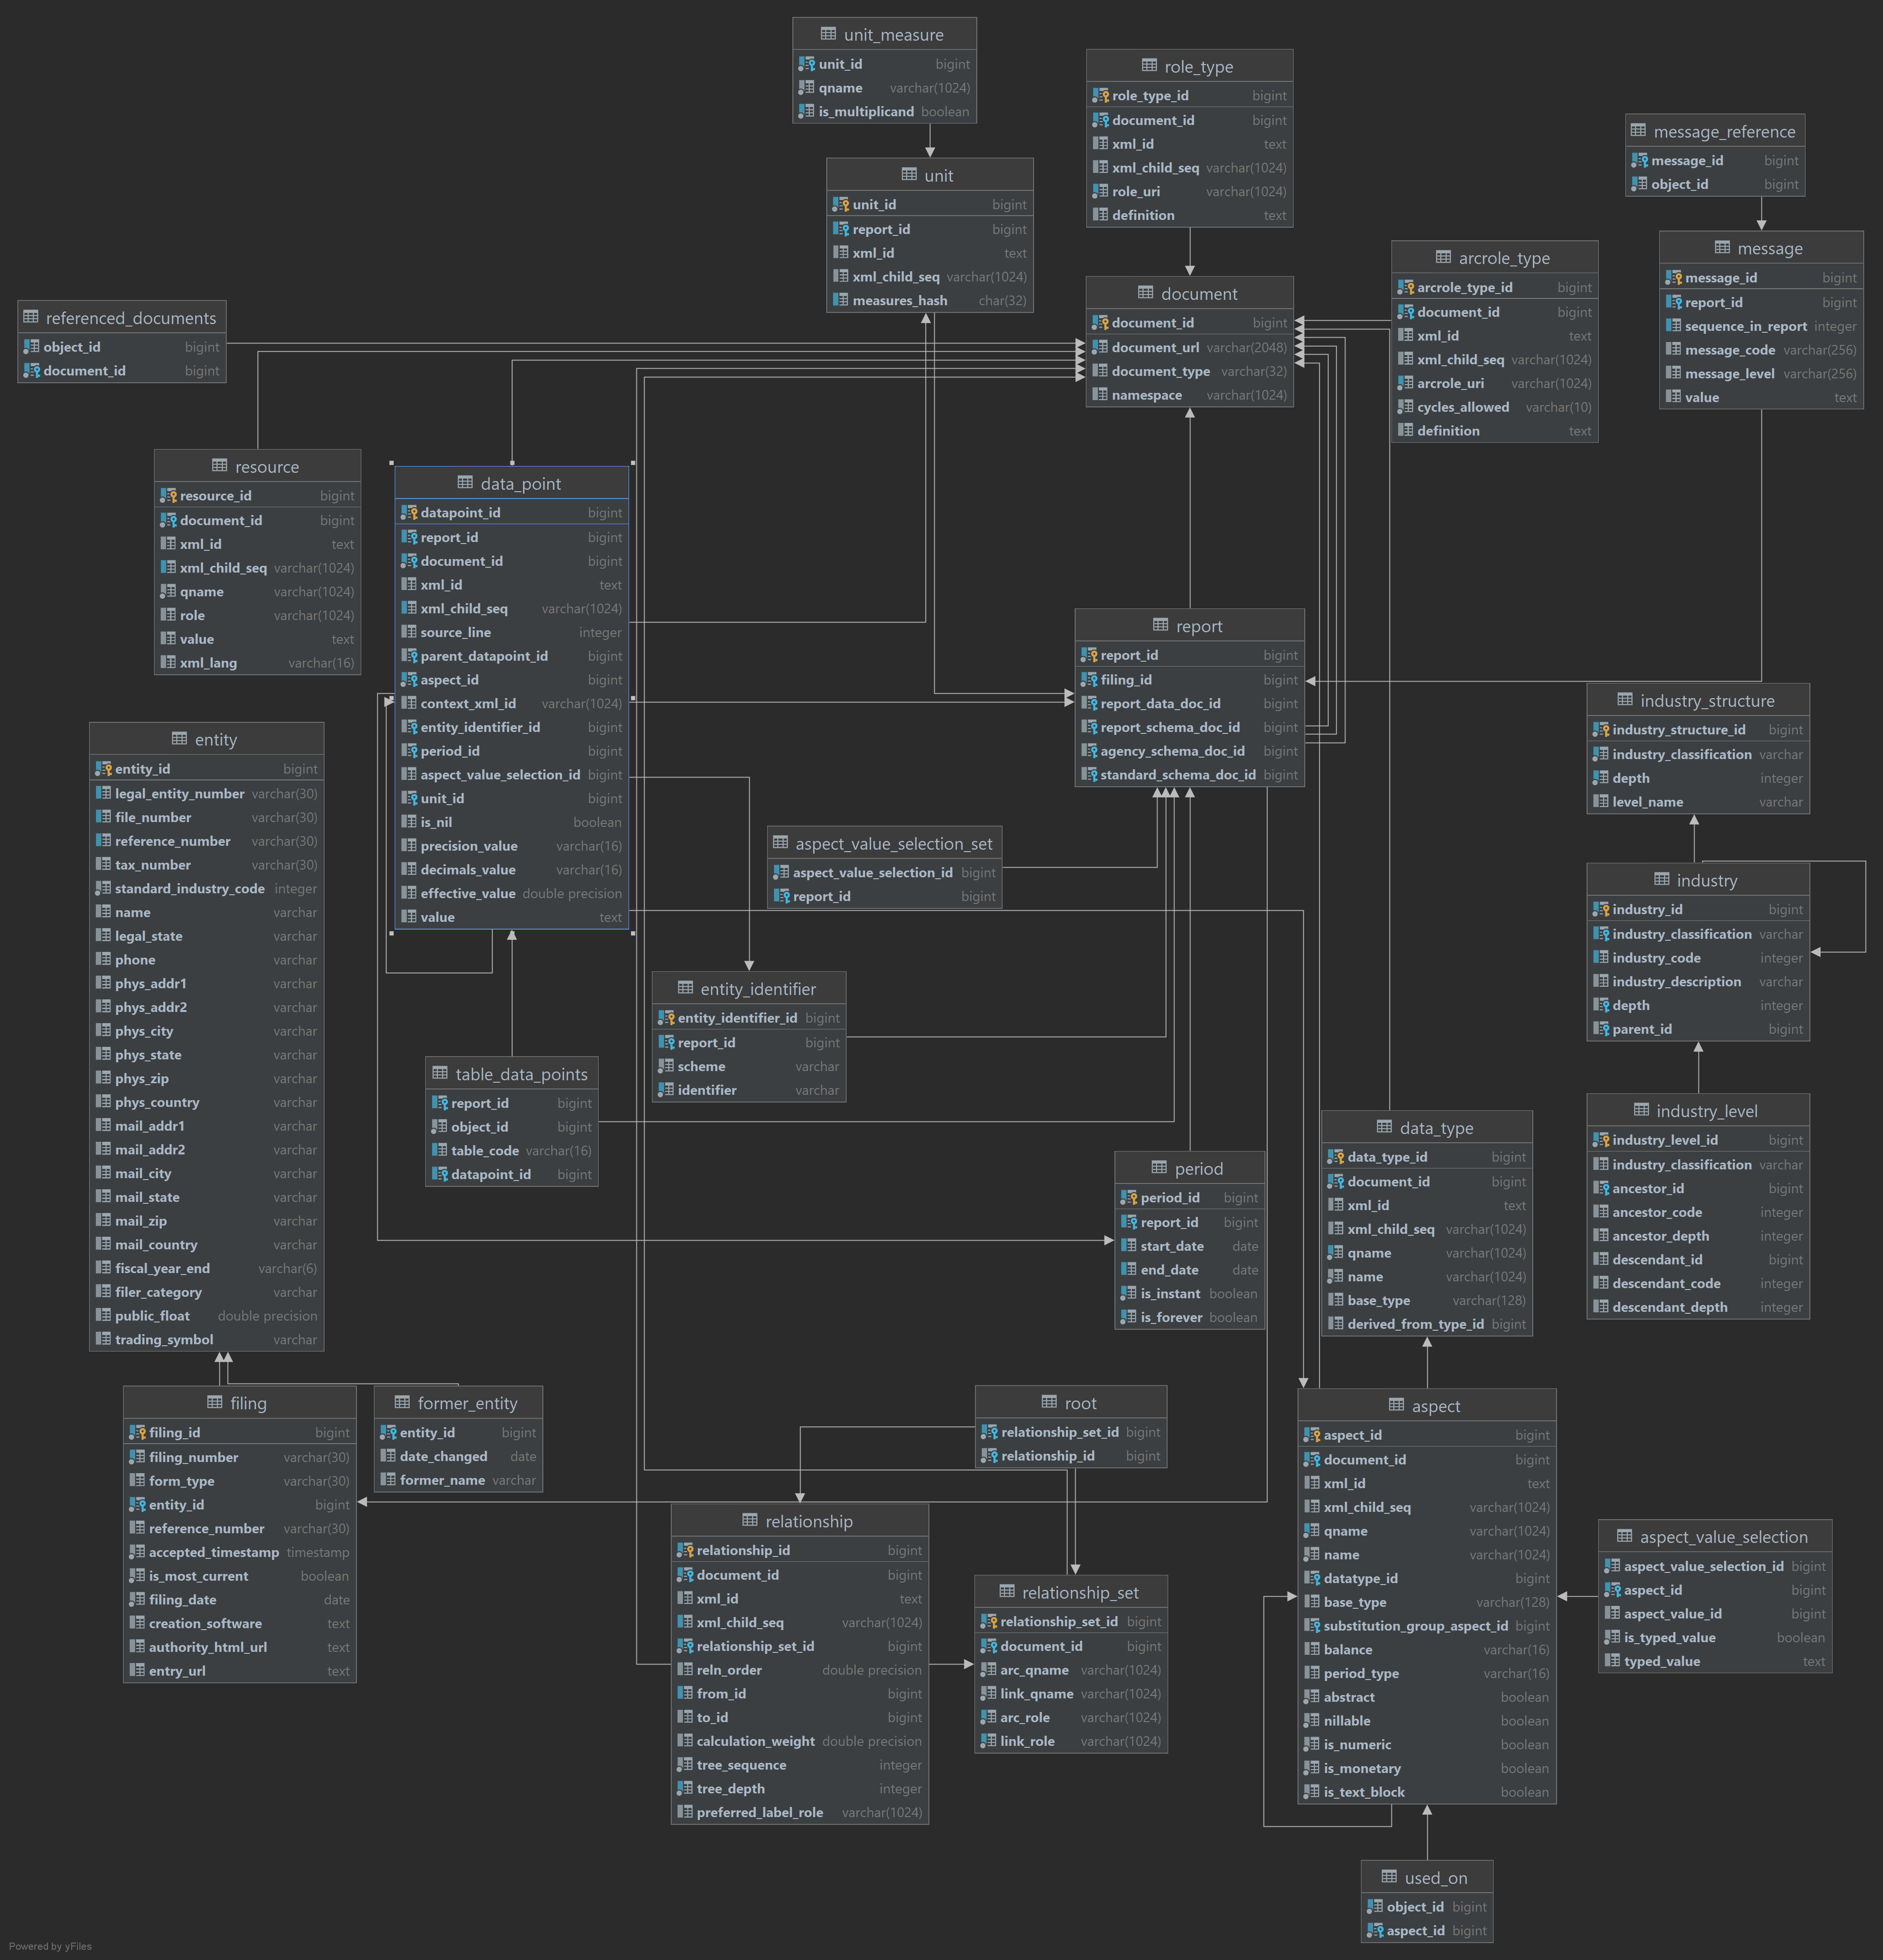 unit_measure
unit_id bigint
qname varchar(1024)
is_multiplicand boolean
role_type
role_type_id bigint
document_id bigint
xml_id text
xml_child_seq varchar(1024)
role_uri varchar(1024)
definition text
message_reference
message_id bigint
object_id bigint
unit
unit_id bigint
report_id bigint
xml_id text
xml_child_seq varchar(1024)
measures_hash char(32)
message
message_id bigint
report_id bigint
sequence_in_report integer
message_code varchar(256)
message_level varchar(256)
value text
arcrole_type
arcrole_type_id bigint
document_id bigint
xml_id text
xml_child_seq varchar(1024)
arcrole_uri varchar(1024)
cycles_allowed varchar(10)
definition text
document
document_id bigint
document_url varchar(2048)
document_type varchar(32)
namespace varchar(1024)
referenced_documents
object_id bigint
document_id bigint
resource
resource_id bigint
document_id bigint
xml_id text
xml_child_seq varchar(1024)
qname varchar(1024)
role varchar(1024)
value text
xml_lang varchar(16)
data_point
datapoint_id bigint
report_id bigint
document_id bigint
xml_id text
xml_child_seq varchar(1024)
source_line integer
parent_datapoint_id bigint
aspect_id bigint
context_xml_id varchar(1024)
entity_identifier_id bigint
period_id bigint
aspect_value_selection_id bigint
unit_id bigint
is_nil boolean
precision_value varchar(16)
decimals_value varchar(16)
effective_value double precision
value text
report
report_id bigint
filing_id bigint
report_data_doc_id bigint
report_schema_doc_id bigint
agency_schema_doc_id bigint
standard_schema_doc_id bigint
industry_structure
industry_structure_id bigint
industry_classification varchar
depth integer
level_name varchar
entity
entity_id bigint
legal_entity_number varchar(30)
file_number varchar(30)
reference_number varchar(30)
tax_number varchar(30)
standard_industry_code integer
name varchar
legal_state varchar
phone varchar
phys_addr1 varchar
phys_addr2 varchar
phys_city varchar
phys_state varchar
phys_zip varchar
phys_country varchar
mail_addr1 varchar
mail_addr2 varchar
mail_city varchar
mail_state varchar
mail_zip varchar
mail_country varchar
fiscal_year_end varchar(6)
filer_category varchar
public_float double precision
trading_symbol varchar
aspect_value_selection_set
aspect_value_selection_id bigint
report_id bigint
industry
industry_id bigint
industry_classification varchar
industry_code integer
industry_description varchar
depth integer
parent_id bigint
entity_identifier
entity_identifier_id bigint
report_id bigint
scheme varchar
identifier varchar
table_data_points
report_id bigint
object_id bigint
table_code varchar(16)
datapoint_id bigint
industry_level
industry_level_id bigint
industry_classification varchar
ancestor_id bigint
ancestor_code integer
ancestor_depth integer
descendant_id bigint
descendant_code integer
descendant_depth integer
data_type
data_type_id bigint
document_id bigint
xml_id text
xml_child_seq varchar(1024)
qname varchar(1024)
name varchar(1024)
base_type varchar(128)
derived_from_type_id bigint
period
period_id bigint
report_id bigint
start_date date
end_date date
is_instant boolean
is_forever boolean
filing
filing_id bigint
filing_number varchar(30)
form_type varchar(30)
entity_id bigint
reference_number varchar(30)
accepted_timestamp timestamp
is_most_current boolean
filing_date date
creation_software text
authority_html_url text
entry_url text
former_entity
entity_id bigint
date_changed date
former_name varchar
root
relationship_set_id bigint
relationship_id bigint
aspect
aspect_id bigint
document_id bigint
xml_id text
xml_child_seq varchar(1024)
qname varchar(1024)
name varchar(1024)
datatype_id bigint
base_type varchar(128)
substitution_group_aspect_id bigint
balance varchar(16)
period_type varchar(16)
abstract boolean
nillable boolean
is_numeric boolean
is_monetary boolean
is_text_block boolean
relationship
relationship_id bigint
document_id bigint
xml_id text
xml_child_seq varchar(1024)
relationship_set_id bigint
reln_order double precision
from_id bigint
to_id bigint
calculation_weight double precision
tree_sequence integer
tree_depth integer
preferred_label_role varchar(1024)
aspect_value_selection
aspect_value_selection_id bigint
aspect_id bigint
aspect_value_id bigint
is_typed_value boolean
typed_value text
relationship_set
relationship_set_id bigint
document_id bigint
arc_qname varchar(1024)
link_qname varchar(1024)
arc_role varchar(1024)
link_role varchar(1024)
used_on
object_id bigint
aspect_id bigint
Powered by yFiles